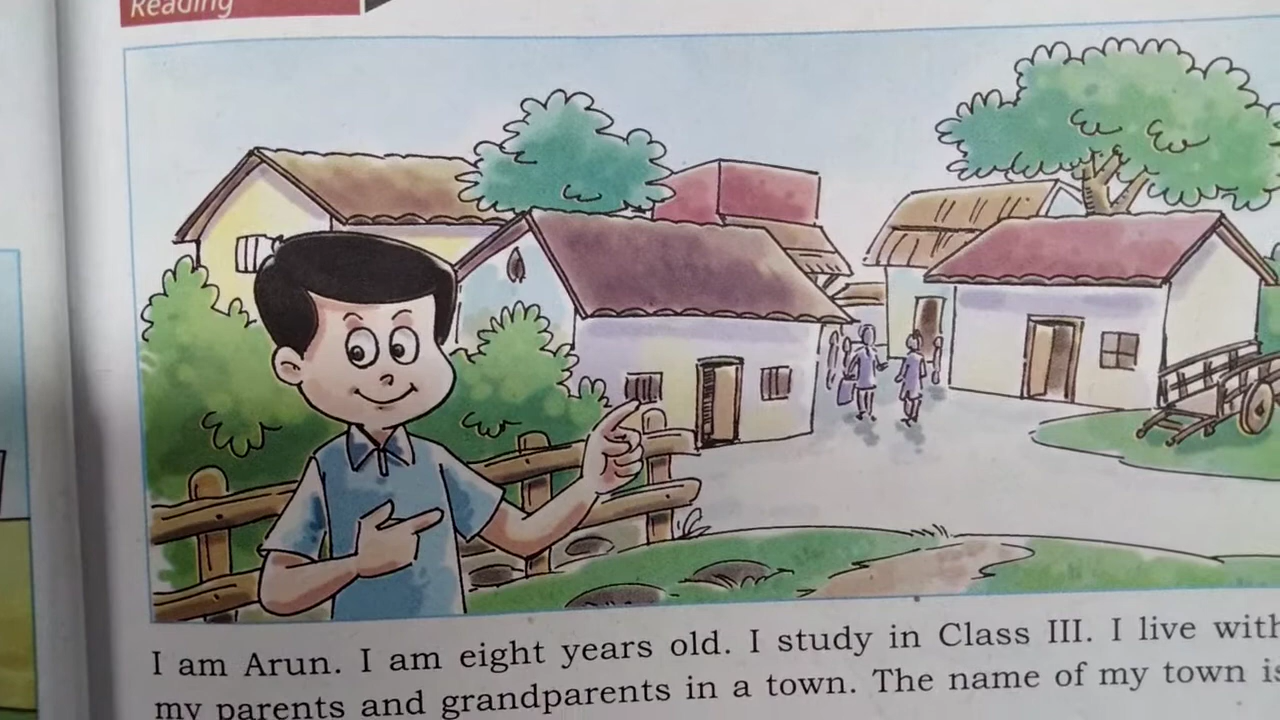 Reading
I am Arun. I am eight years old. I study in Class III. I live with
my parents and grandparents in a town. The name of my town is